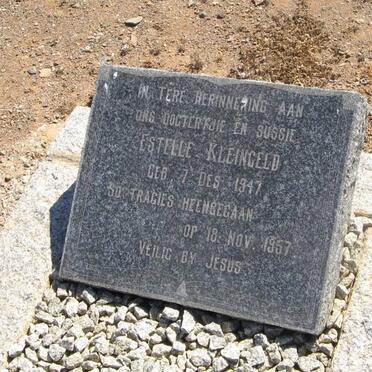 IN TERE HERINNERING AAN
ONS DOGTERTJIE EN SUSSIE
ESTELLE KLEINGELD
GEB. 7 DES. 1947
SO TRAGIES HEENGEGAAN
OP 18 NOV. 1957
VEILIG BY JESUS